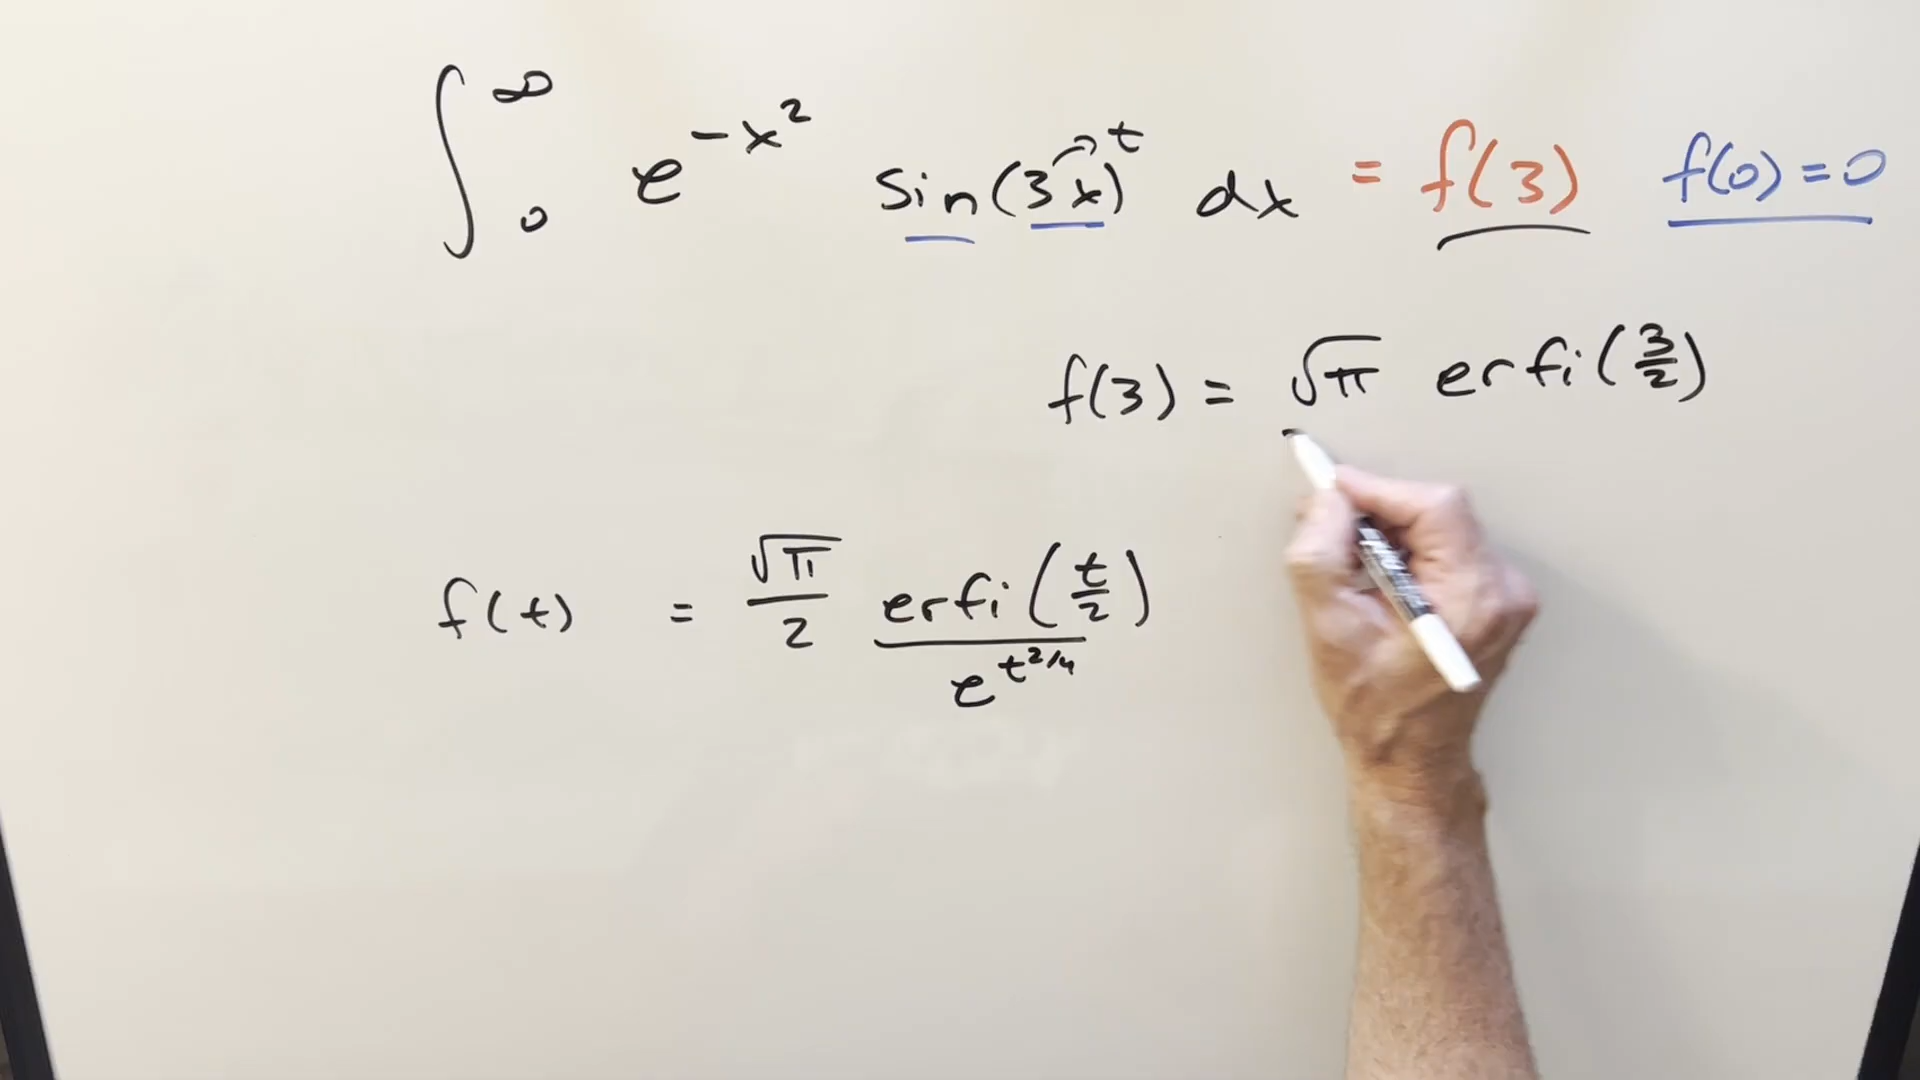 ∫₀^∞ e^{-x²} sin(3x)^t dx = f(3) f(0)=0
f(3) = √π erfi(3/2)
f(t) = √π/2 erfi(t/2)/e^{t²/4}